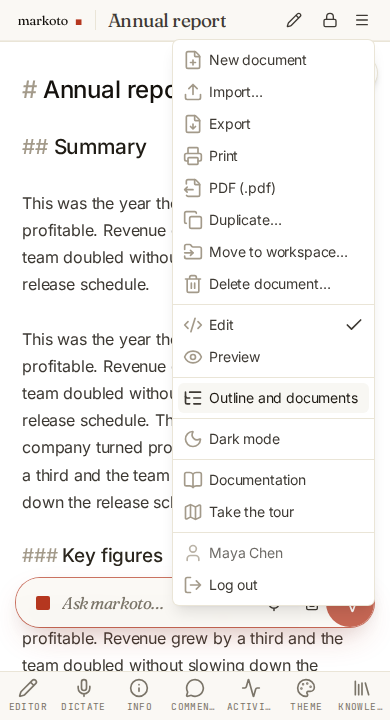 markoto
Annual report
# Annual repo
New document
Import...
Export
Print
PDF (.pdf)
Duplicate...
Move to workspace...
Delete document...
Edit
Preview
Outline and documents
Dark mode
Documentation
Take the tour
Maya Chen
Log out
## Summary
This was the year the
profitable. Revenue
team doubled withou
release schedule.
This was the year the
profitable. Revenue
team doubled withou
release schedule. Th
company turned pro
a third and the team
down the release sch
### Key figures
Ask markoto...
profitable. Revenue grew by a third and the
team doubled without slowing down the
EDITOR
DICTATE
INFO
COMMEN…
ACTIVI…
THEME
KNOWLE…